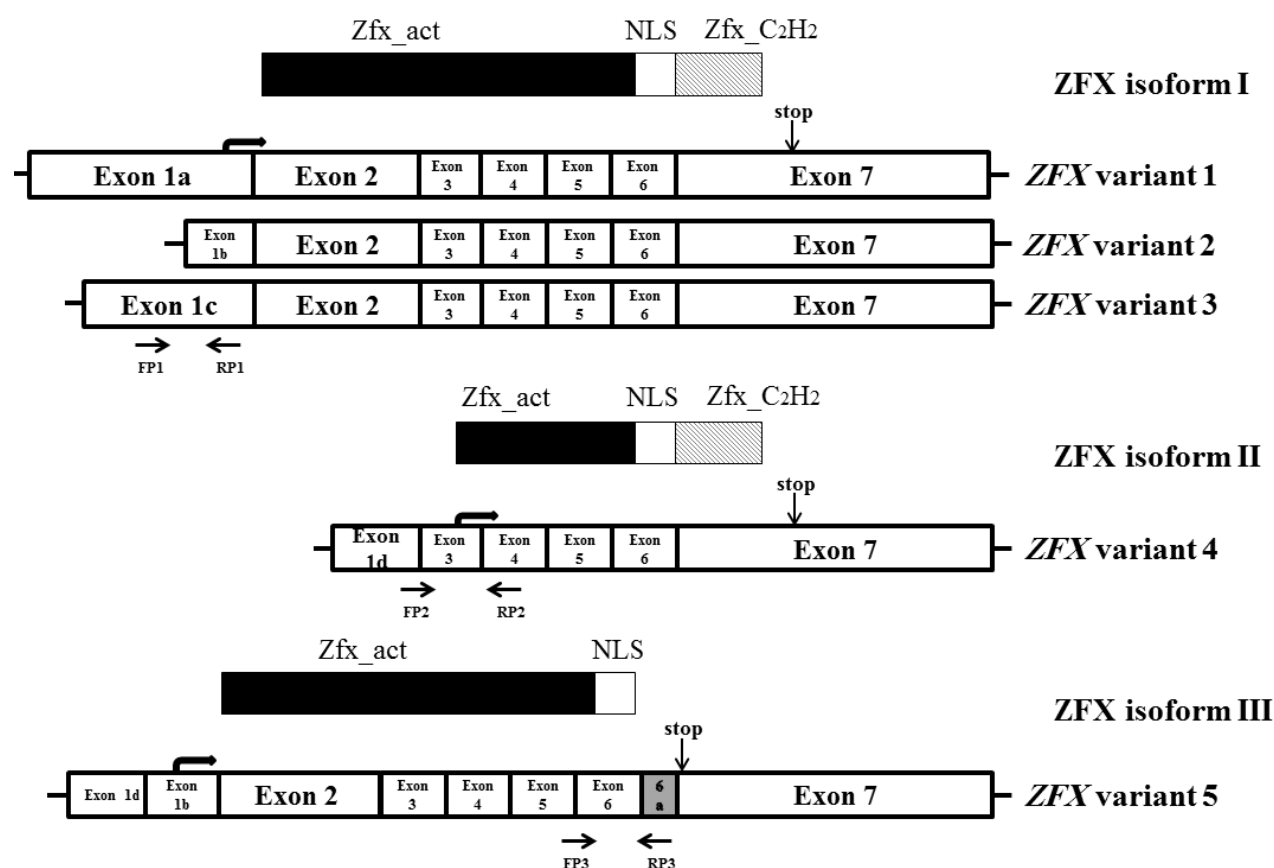 Zfx_act NLS Zfx_C2H2
ZFX isoform I
stop
Exon 1a Exon 2 Exon 3 Exon 4 Exon 5 Exon 6 Exon 7 ZFX variant 1
Exon 1b Exon 2 Exon 3 Exon 4 Exon 5 Exon 6 Exon 7 ZFX variant 2
Exon 1c Exon 2 Exon 3 Exon 4 Exon 5 Exon 6 Exon 7 ZFX variant 3
FP1 RP1
Zfx_act NLS Zfx_C2H2
ZFX isoform II
stop
Exon 1d Exon 3 Exon 4 Exon 5 Exon 6 Exon 7 ZFX variant 4
FP2 RP2
Zfx_act NLS
ZFX isoform III
stop
Exon 1d Exon 1b Exon 2 Exon 3 Exon 4 Exon 5 Exon 6 6a Exon 7 ZFX variant 5
FP3 RP3